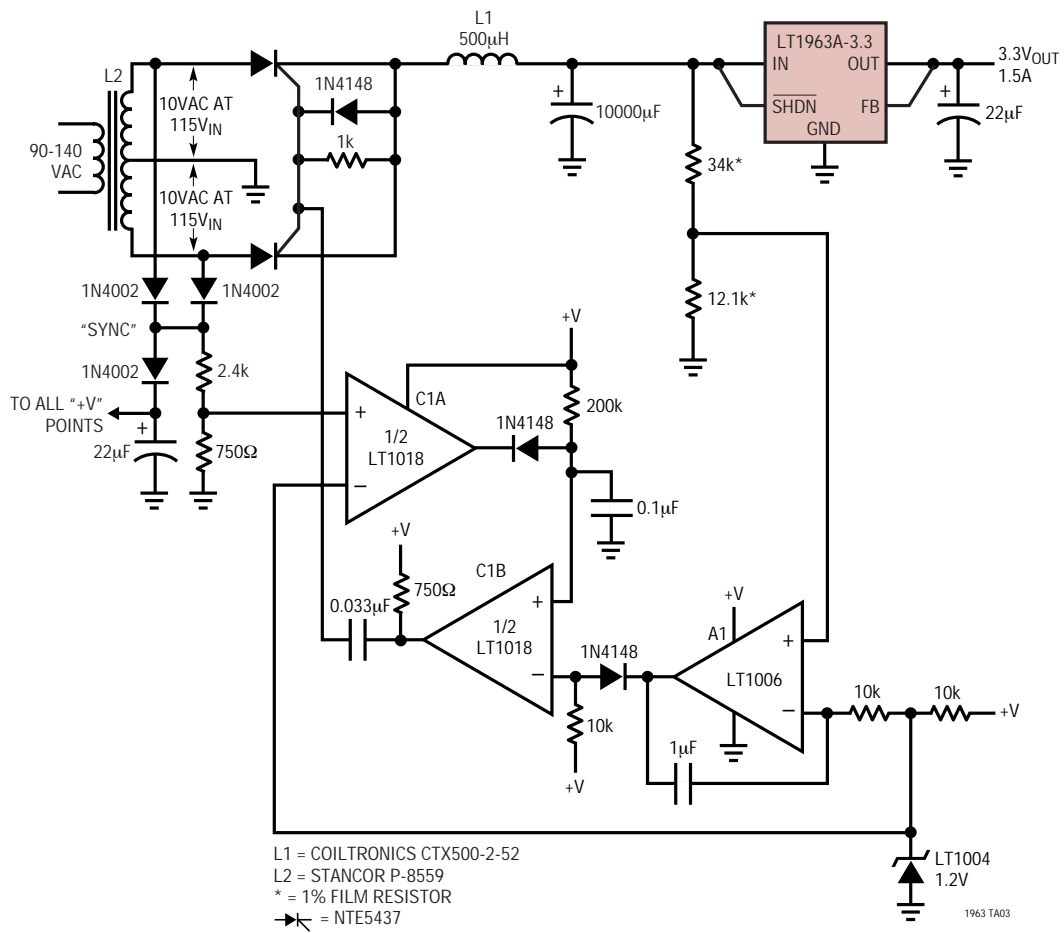 L1
500µH
LT1963A-3.3
IN
OUT
SHDN
FB
GND
3.3VOUT
1.5A
+
22µF
L2
10VAC AT
115VIN
90-140
VAC
10VAC AT
115VIN
1N4148
1k
+
10000µF
34k*
12.1k*
1N4002
1N4002
"SYNC"
1N4002
2.4k
TO ALL "+V"
POINTS
+
22µF
750Ω
+V
C1A
+
1/2
LT1018
–
1N4148
200k
0.1µF
+V
750Ω
0.033µF
C1B
+
1/2
LT1018
–
1N4148
10k
+V
+V
A1
+
LT1006
–
1µF
10k
10k
+V
LT1004
1.2V
L1 = COILTRONICS CTX500-2-52
L2 = STANCOR P-8559
* = 1% FILM RESISTOR
= NTE5437
1963 TA03